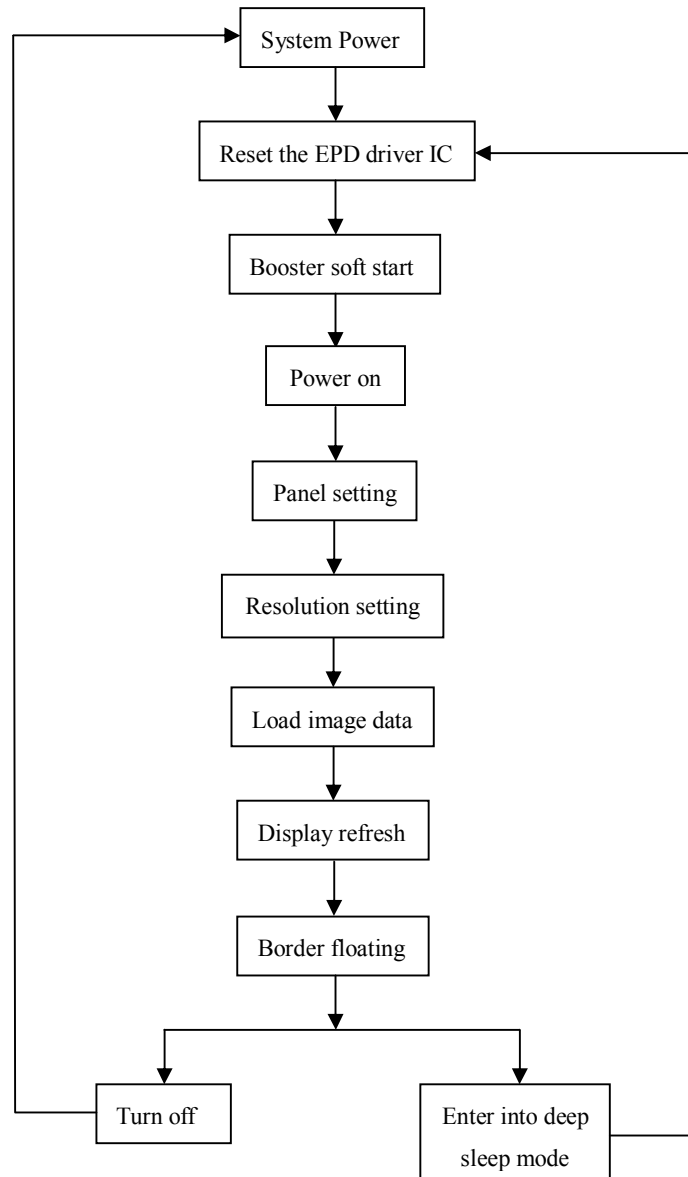 System Power
Reset the EPD driver IC
Booster soft start
Power on
Panel setting
Resolution setting
Load image data
Display refresh
Border floating
Turn off
Enter into deep
sleep mode